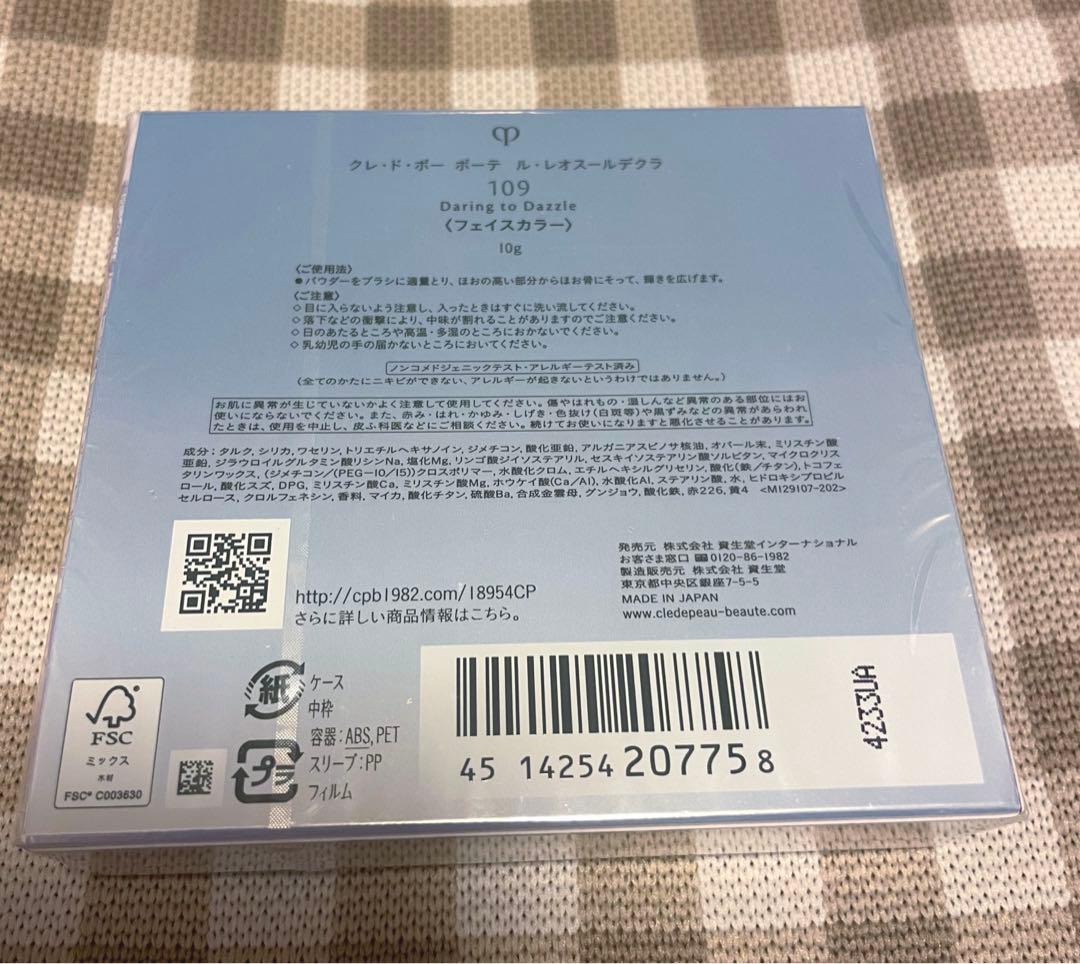 クレ・ド・ポー ボーテ ル・レオスールデクラ
109
Daring to Dazzle
〈フェイスカラー〉
10g
〈ご使用法〉
●パウダーをブラシに適量とり、ほおの高い部分からほお骨にそって、輝きを広げます。
〈ご注意〉
◇目に入らないよう注意し、入ったときはすぐに洗い流してください。
◇落下などの衝撃により、中味が割れることがありますのでご注意ください。
◇日のあたるところや高温・多湿のところにおかないでください。
◇乳幼児の手の届かないところにおいてください。
ノンコメドジェニックテスト・アレルギーテスト済み
(全てのかたにニキビができない、アレルギーが起きないというわけではありません。)
お肌に異常が生じていないかよく注意して使用してください。傷やはれもの・湿しんなど異常のある部位にはお
使いにならないでください。また、赤み・はれ・かゆみ・しげき・色抜け(白斑等)や黒ずみなどの異常があらわれ
たときは、使用を中止し、皮ふ科医などにご相談ください。続けてお使いになりますと悪化させることがあります。
成分:タルク、シリカ、ワセリン、トリエチルヘキサノイン、ジメチコン、酸化亜鉛、アルガニアスピノサ核油、オパール末、ミリスチン酸
亜鉛、ジラウロイルグルタミン酸リシンNa、塩化Mg、リンゴ酸ジイソステアリル、セスキイソステアリン酸ソルビタン、マイクロクリス
タリンワックス、(ジメチコン/(PEG-10/15))クロスポリマー、水酸化クロム、エチルヘキシルグリセリン、酸化(鉄/チタン)、トコフェ
ロール、酸化スズ、DPG、ミリスチン酸Ca、ミリスチン酸Mg、ホウケイ酸(Ca/Al)、水酸化Al、ステアリン酸、水、ヒドロキシプロピル
セルロース、クロルフェネシン、香料、マイカ、酸化チタン、硫酸Ba、合成金雲母、グンジョウ、酸化鉄、赤226、黄4 <M129107-202>
http://cpb1982.com/18954CP
さらに詳しい商品情報はこちら。
発売元 株式会社 資生堂インターナショナル
お客さま窓口 0120-86-1982
製造販売元 株式会社 資生堂
東京都中央区銀座7-5-5
MADE IN JAPAN
www.cledepeau-beaute.com
FSC
ミックス
木材
FSC® C003630
紙
ケース
中枠
プラ
容器:ABS,PET
スリーブ:PP
フィルム
45 14254 207758
4233UA